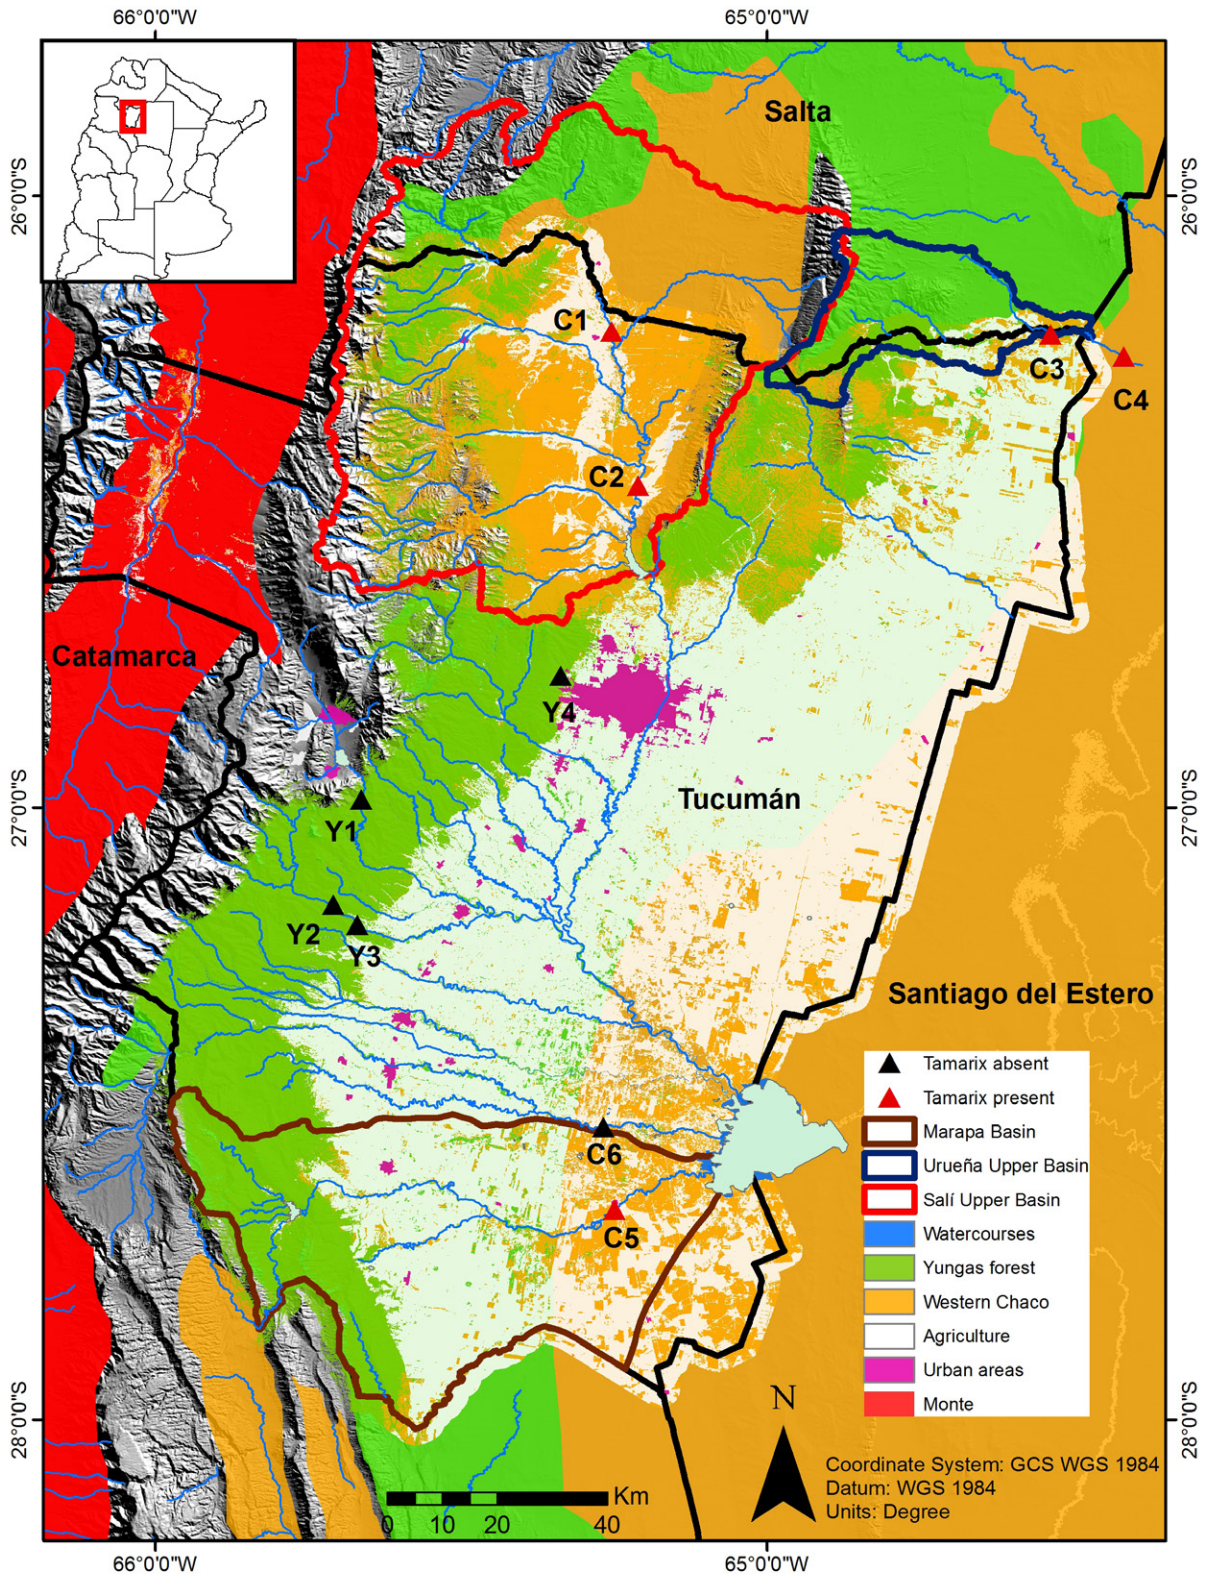 66°0'0"W
65°0'0"W
Salta
26°0'0"S
26°0'0"S
C1
C3
C4
C2
Catamarca
Y4
Tucumán
27°0'0"S
27°0'0"S
Y1
Y2
Y3
Santiago del Estero
Tamarix absent
Tamarix present
Marapa Basin
C6
Urueña Upper Basin
Salí Upper Basin
C5
Watercourses
Yungas forest
Western Chaco
Agriculture
Urban areas
Monte
N
28°0'0"S
28°0'0"S
Coordinate System: GCS WGS 1984
Datum: WGS 1984
Units: Degree
Km
0 10 20 40
66°0'0"W
65°0'0"W